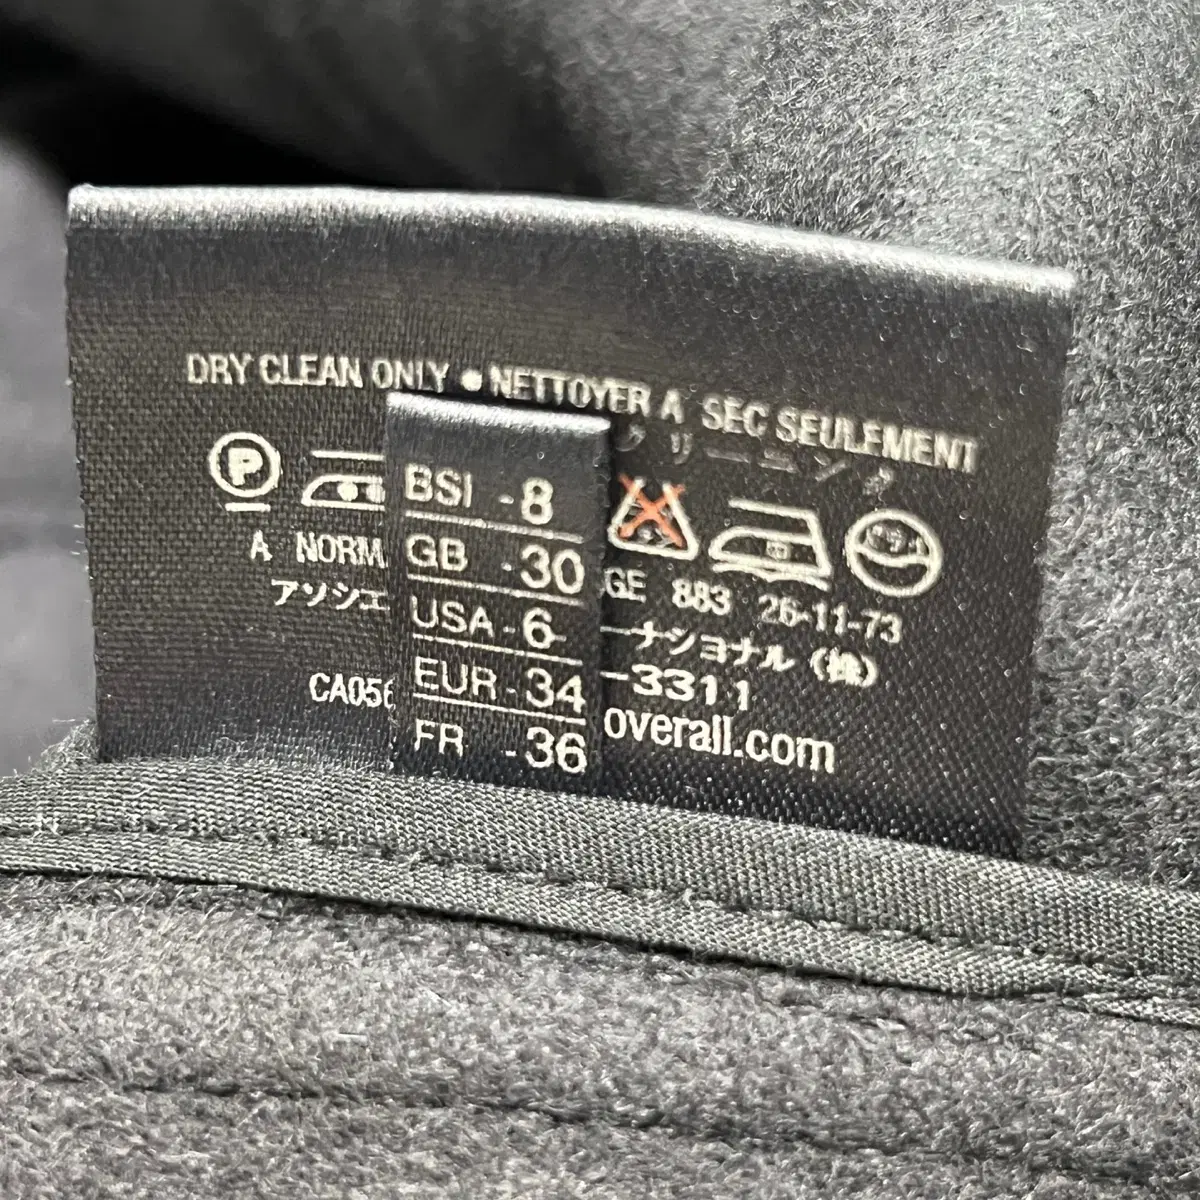 DRY CLEAN ONLY ● NETTOYER A SEC SEULEMENT
クリーニング
P
A NORM
GE 883 26-11-73
アソシエ
ーナショナル (株)
CA056
-3311
overall.com
BSI - 8
GB - 30
USA - 6
EUR - 34
FR - 36